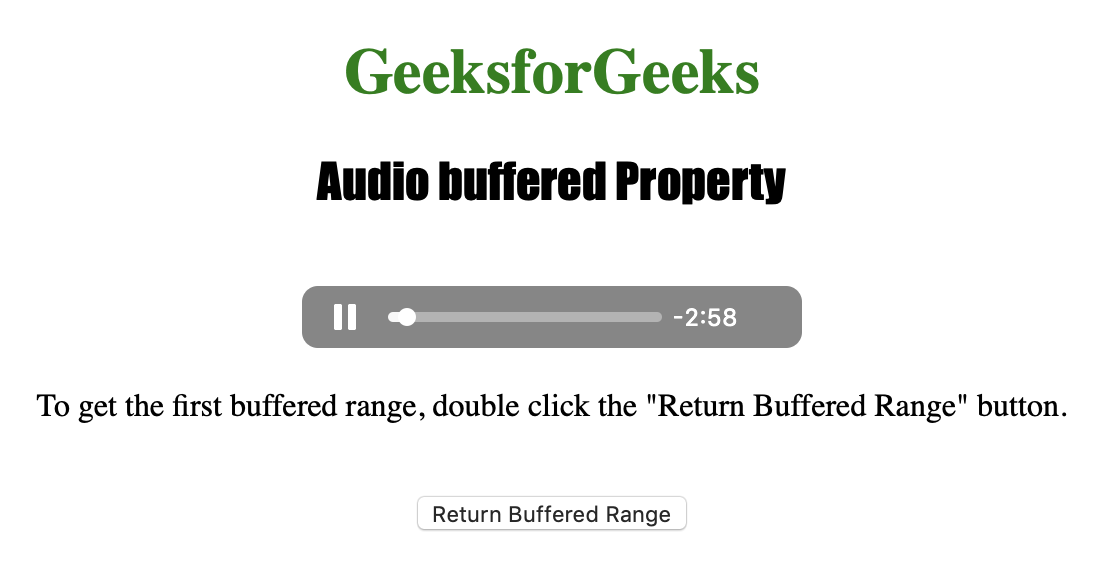 GeeksforGeeks
Audio buffered Property
-2:58
To get the first buffered range, double click the "Return Buffered Range" button.
Return Buffered Range